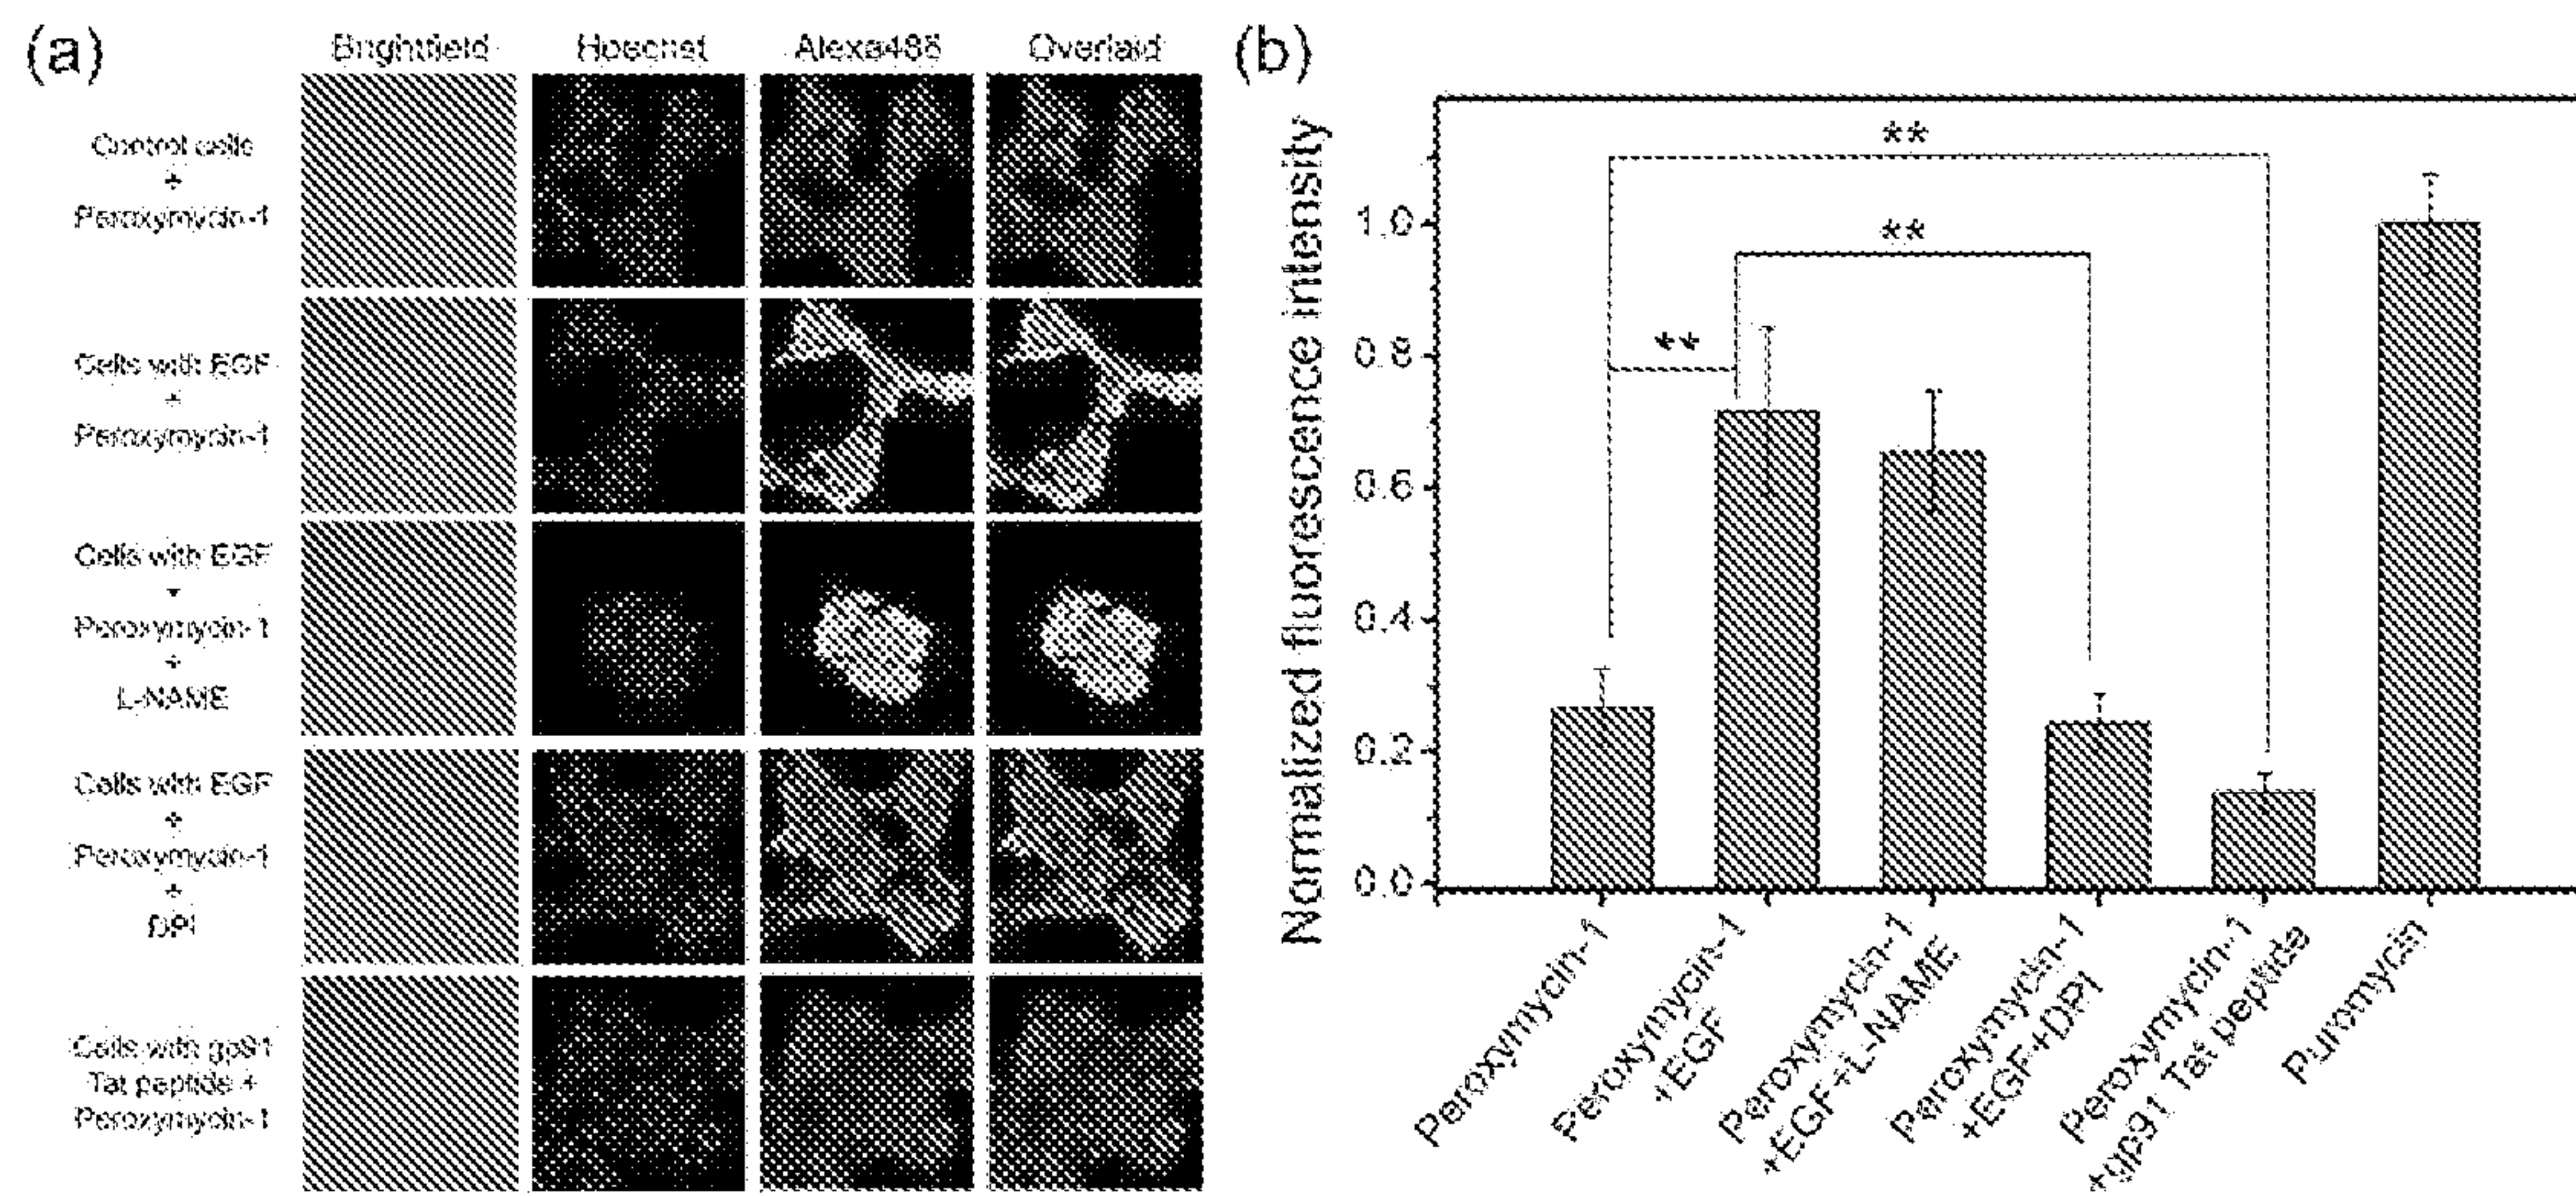 (a)
Brightfield
Hoechst
Alexa488
Overlaid
Control cells
+
Peroxymycin-1
Cells with EGF
+
Peroxymycin-1
Cells with EGF
+
Peroxymycin-1
+
L-NAME
Cells with EGF
+
Peroxymycin-1
+
DPI
Cells with gp91
Tat peptide +
Peroxymycin-1
(b)
Normalized fluorescence intensity
1.0
0.8
0.6
0.4
0.2
0.0
**
**
**
Peroxymycin-1
Peroxymycin-1
+EGF
Peroxymycin-1
+EGF+L-NAME
Peroxymycin-1
+EGF+DPI
Peroxymycin-1
+gp91 Tat peptide
Puromycin